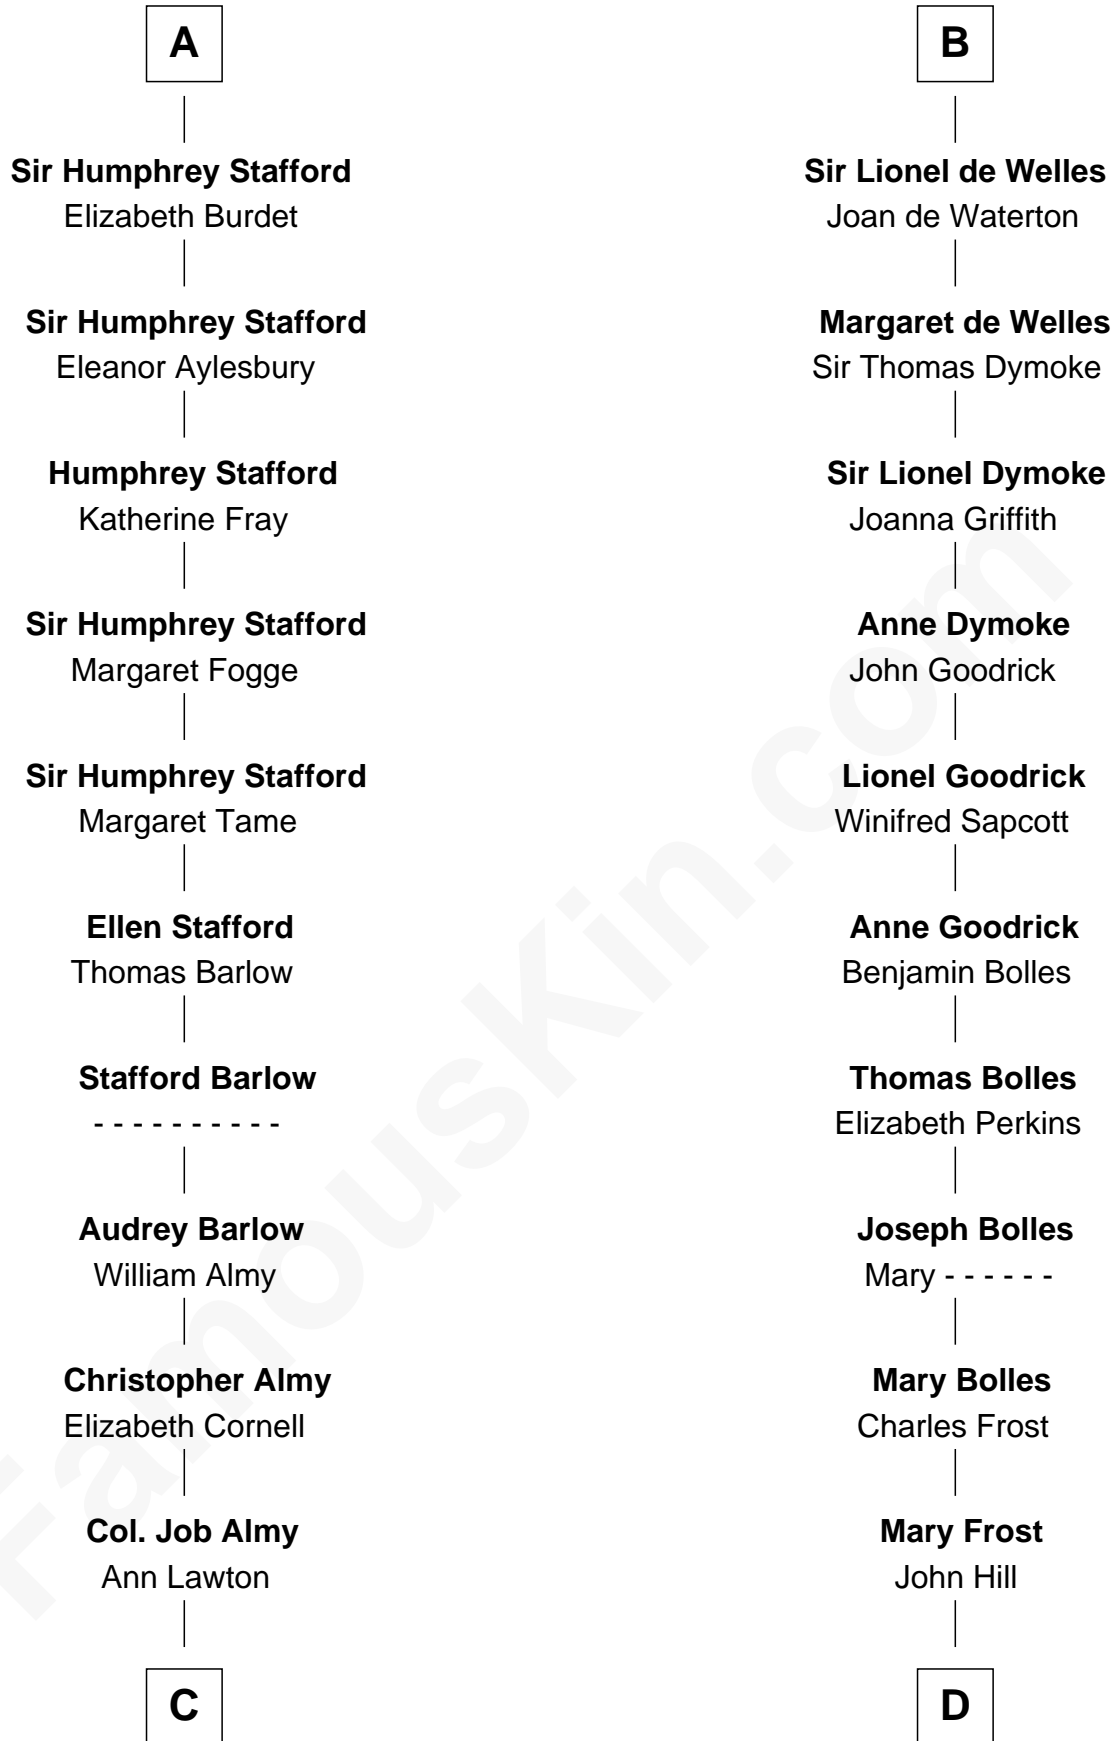 A
Sir Humphrey Stafford
Elizabeth Burdet
Sir Humphrey Stafford
Eleanor Aylesbury
Humphrey Stafford
Katherine Fray
Sir Humphrey Stafford
Margaret Fogge
Sir Humphrey Stafford
Margaret Tame
Ellen Stafford
Thomas Barlow
Stafford Barlow
- - - - - - - - - -
Audrey Barlow
William Almy
Christopher Almy
Elizabeth Cornell
Col. Job Almy
Ann Lawton
C
B
Sir Lionel de Welles
Joan de Waterton
Margaret de Welles
Sir Thomas Dymoke
Sir Lionel Dymoke
Joanna Griffith
Anne Dymoke
John Goodrick
Lionel Goodrick
Winifred Sapcott
Anne Goodrick
Benjamin Bolles
Thomas Bolles
Elizabeth Perkins
Joseph Bolles
Mary - - - - - -
Mary Bolles
Charles Frost
Mary Frost
John Hill
D
FamousKin.com